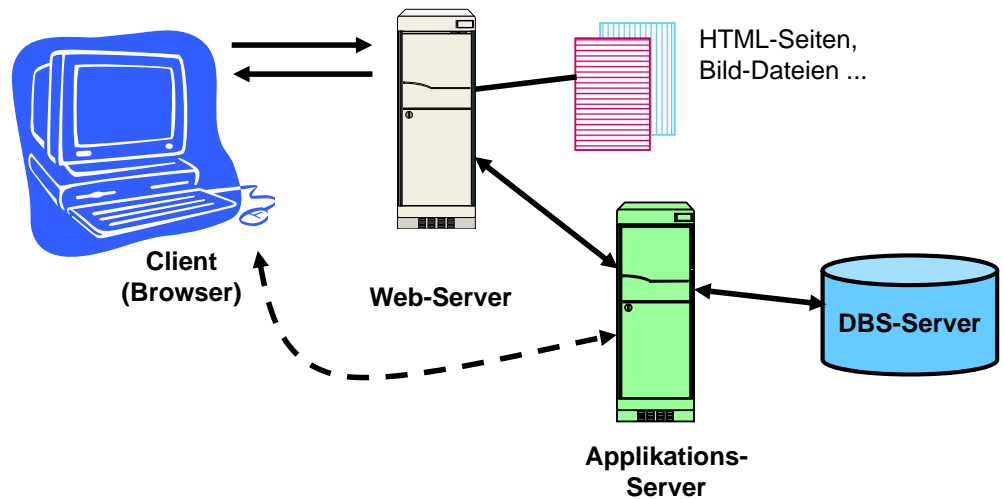 HTML-Seiten,
Bild-Dateien ...
Client
(Browser)
Web-Server
DBS-Server
Applikations-
Server